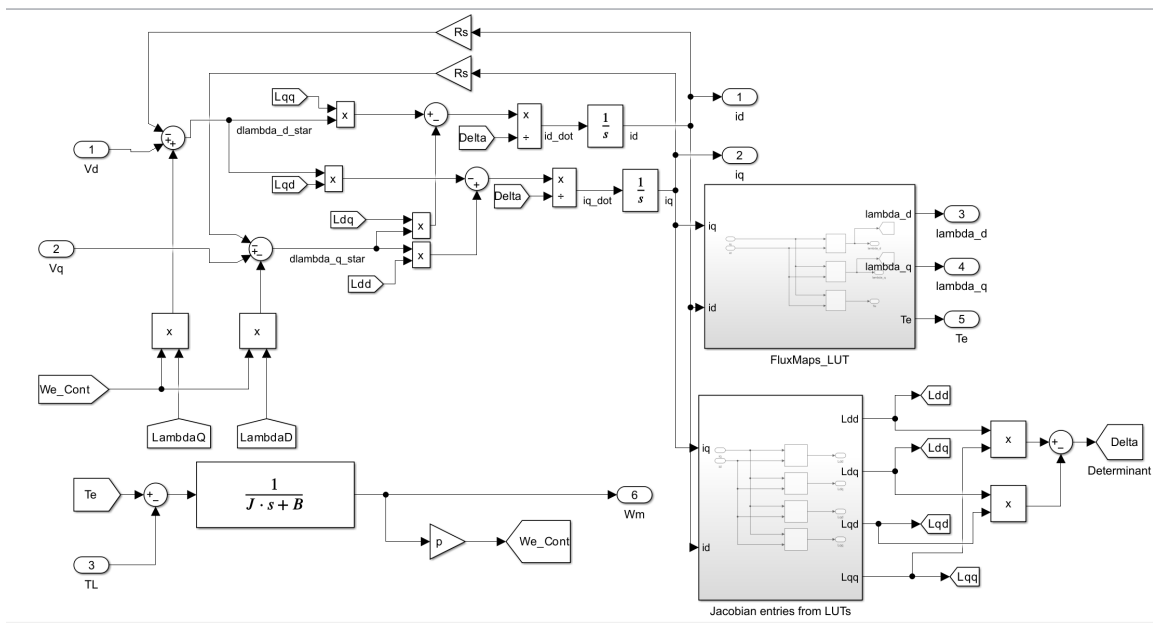 Rs
Rs
Lqq
x
+
−
x
÷
1
s
1
id
dlambda_d_star
Delta
id_dot
id
−
+
+
1
Vd
2
iq
Lqd
x
−
+
x
÷
1
s
Delta
iq_dot
iq
Ldq
x
2
Vq
−
+
−
dlambda_q_star
x
Ldd
iq
id
lambda_d
lambda_q
Te
3
lambda_d
4
lambda_q
5
Te
FluxMaps_LUT
x
x
We_Cont
LambdaQ
LambdaD
iq
id
Ldd
Ldq
Lqd
Lqq
Ldd
Ldq
Lqd
Lqq
x
x
+
−
Delta
Determinant
Jacobian entries from LUTs
Te
+
−
1
J · s + B
6
Wm
p
We_Cont
3
TL